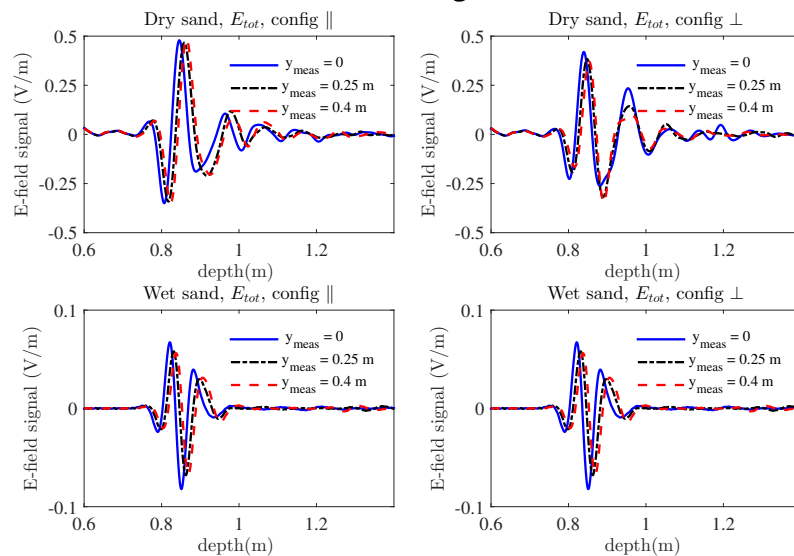 Dry sand, E_tot, config ∥
0.5
0.25
0
-0.25
-0.5
E-field signal (V/m)
y_meas = 0
y_meas = 0.25 m
y_meas = 0.4 m
0.6 0.8 1 1.2
depth(m)
Dry sand, E_tot, config ⊥
0.5
0.25
0
-0.25
-0.5
E-field signal (V/m)
y_meas = 0
y_meas = 0.25 m
y_meas = 0.4 m
0.6 0.8 1 1.2
depth(m)
Wet sand, E_tot, config ∥
0.1
0
-0.1
E-field signal (V/m)
y_meas = 0
y_meas = 0.25 m
y_meas = 0.4 m
0.6 0.8 1 1.2
depth(m)
Wet sand, E_tot, config ⊥
0.1
0
-0.1
E-field signal (V/m)
y_meas = 0
y_meas = 0.25 m
y_meas = 0.4 m
0.6 0.8 1 1.2
depth(m)